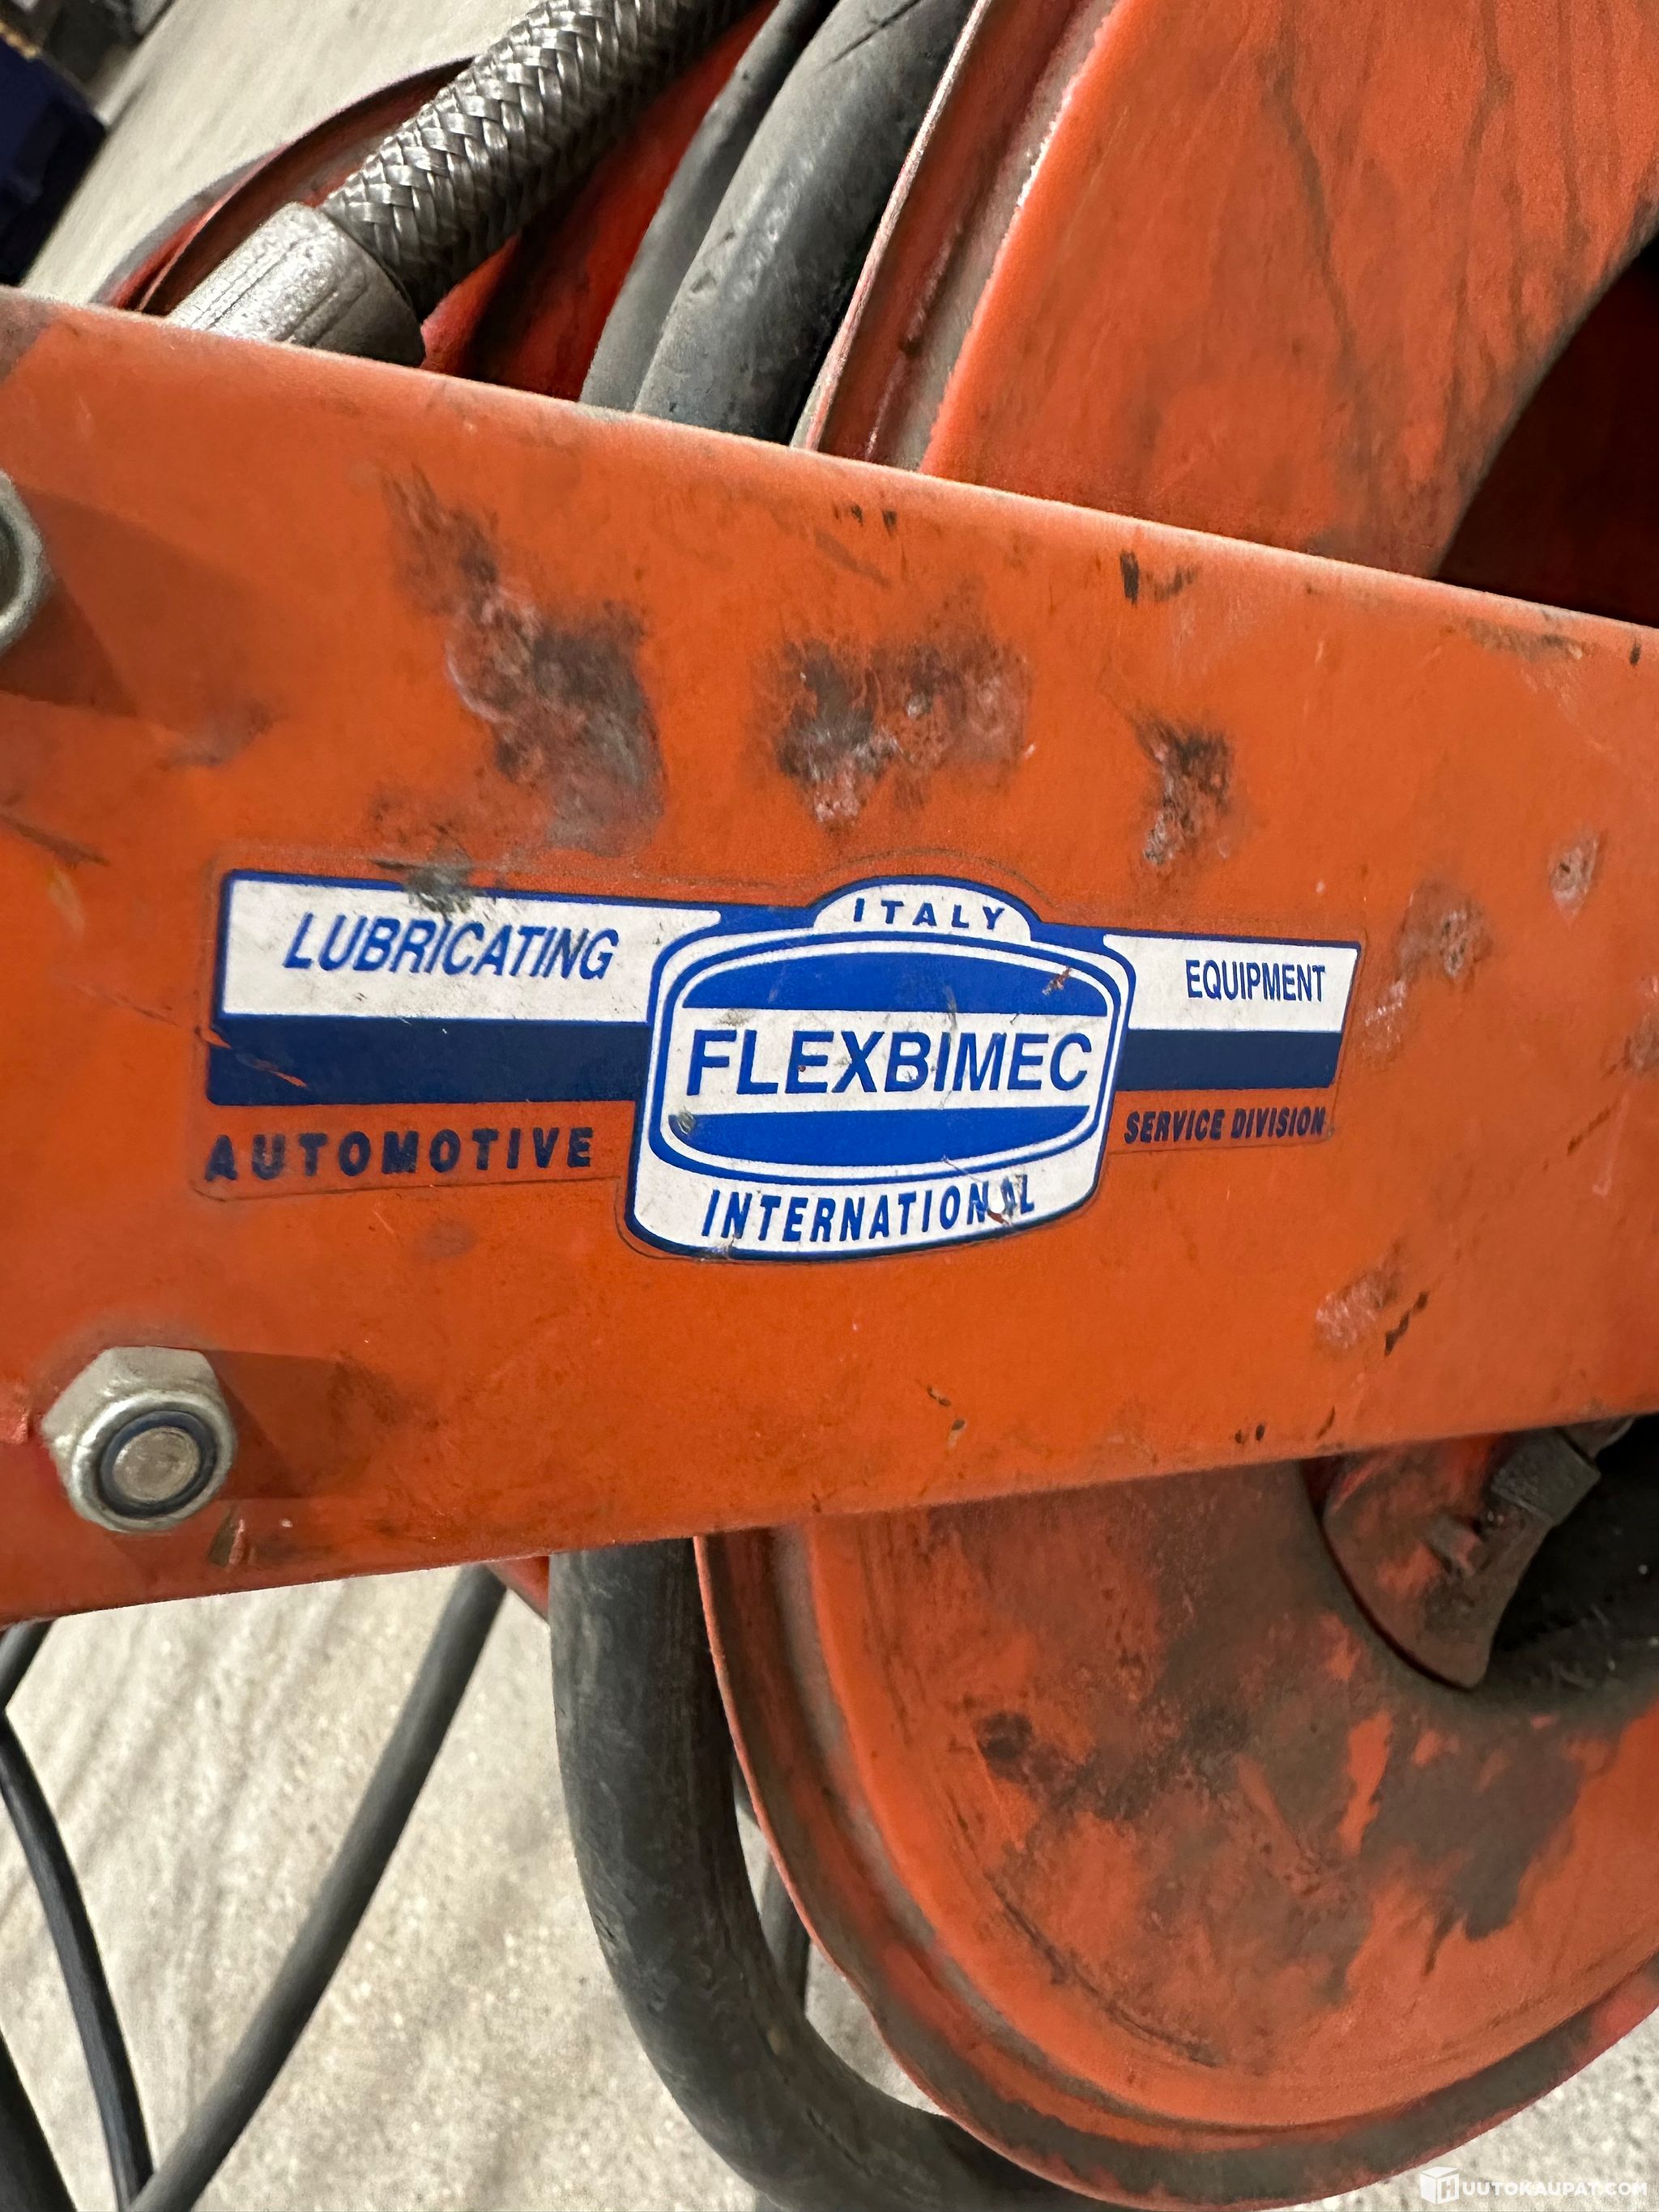 ITALY
LUBRICATING EQUIPMENT
FLEXBIMEC
AUTOMOTIVE SERVICE DIVISION
INTERNATIONAL
HUUTOKAUPAT.COM